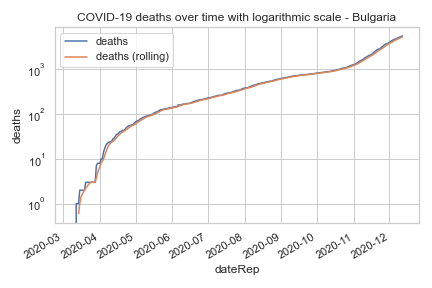 COVID-19 deaths over time with logarithmic scale - Bulgaria
deaths
deaths (rolling)
10³
10²
10¹
10⁰
deaths
2020-03
2020-04
2020-05
2020-06
2020-07
2020-08
2020-09
2020-10
2020-11
2020-12
dateRep